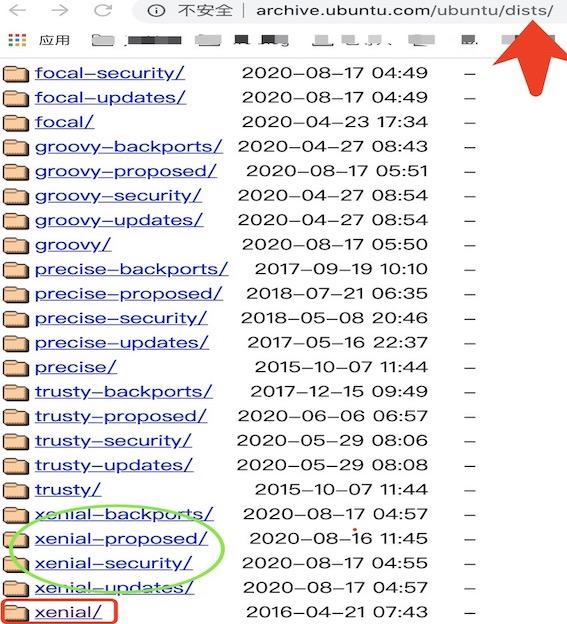 不安全 archive.ubuntu.com/ubuntu/dists/
应用
focal-security/ 2020-08-17 04:49 -
focal-updates/ 2020-08-17 04:49 -
focal/ 2020-04-23 17:34 -
groovy-backports/ 2020-04-27 08:43 -
groovy-proposed/ 2020-08-17 05:51 -
groovy-security/ 2020-04-27 08:54 -
groovy-updates/ 2020-04-27 08:54 -
groovy/ 2020-08-17 05:50 -
precise-backports/ 2017-09-19 10:10 -
precise-proposed/ 2018-07-21 06:35 -
precise-security/ 2018-05-08 20:46 -
precise-updates/ 2017-05-16 22:37 -
precise/ 2015-10-07 11:44 -
trusty-backports/ 2017-12-15 09:49 -
trusty-proposed/ 2020-06-06 06:57 -
trusty-security/ 2020-05-29 08:06 -
trusty-updates/ 2020-05-29 08:08 -
trusty/ 2015-10-07 11:44 -
xenial-backports/ 2020-08-17 04:57 -
xenial-proposed/ 2020-08-16 11:45 -
xenial-security/ 2020-08-17 04:55 -
xenial-updates/ 2020-08-17 04:57 -
xenial/ 2016-04-21 07:43 -